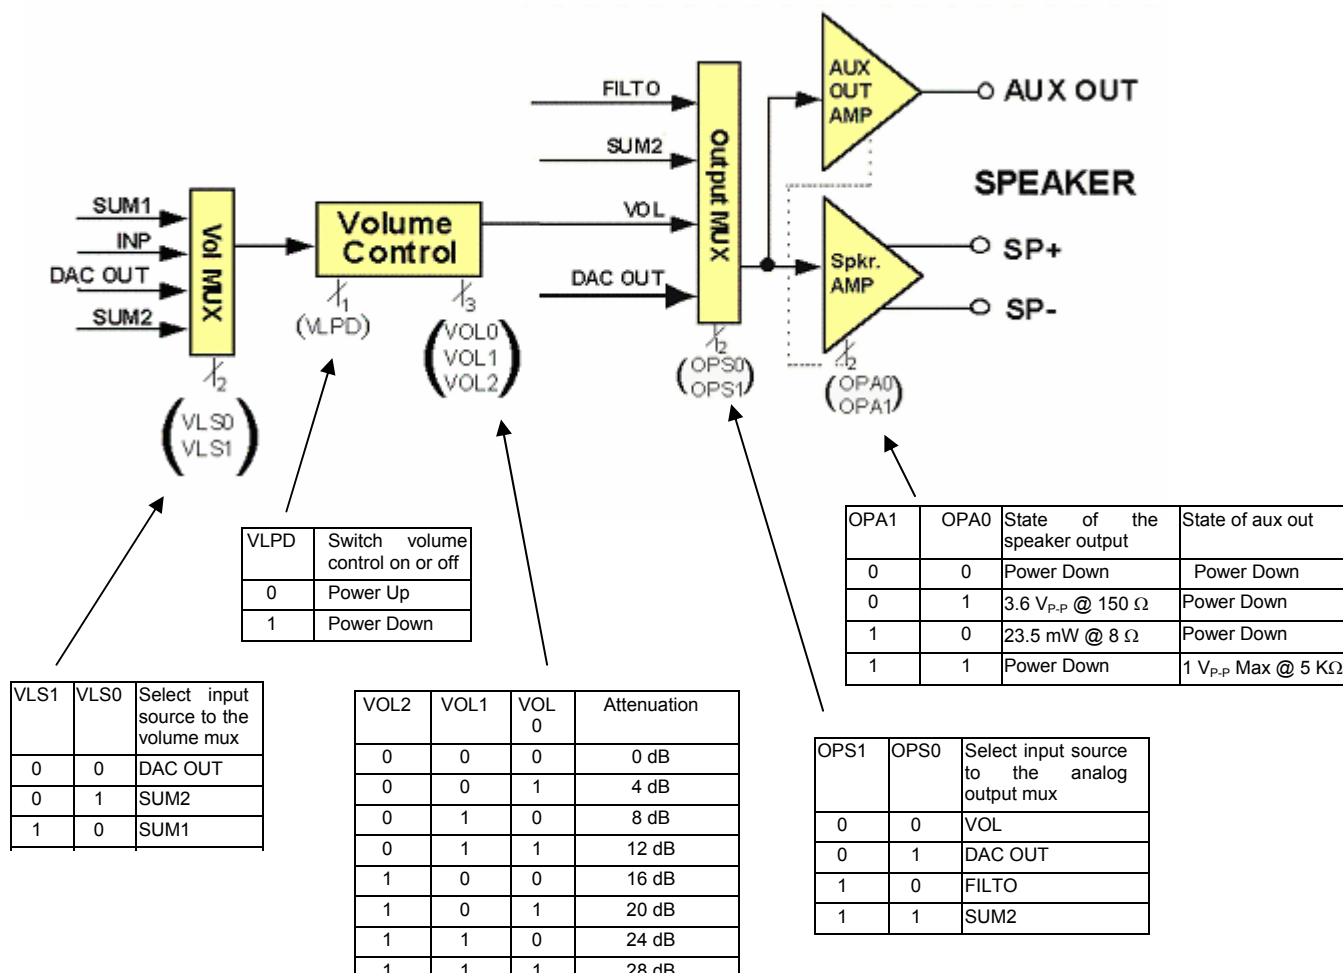 AUX
OUT
AMP
AUX OUT
FILTO
SUM2
VOL
DAC OUT
Output MUX
SPEAKER
SUM1
INP
DAC OUT
SUM2
Vol MUX
Volume
Control
Spkr.
AMP
SP+
SP-
1
(VLPD)
3
(VOL0
VOL1
VOL2)
2
(OPS0
OPS1)
2
(OPA0
OPA1)
2
(VLS0
VLS1)
OPA1 OPA0 State of the speaker output State of aux out
0 0 Power Down Power Down
0 1 3.6 VP-P @ 150 Ω Power Down
1 0 23.5 mW @ 8 Ω Power Down
1 1 Power Down 1 VP-P Max @ 5 KΩ
VLPD Switch volume control on or off
0 Power Up
1 Power Down
VLS1 VLS0 Select input source to the volume mux
0 0 DAC OUT
0 1 SUM2
1 0 SUM1
VOL2 VOL1 VOL 0 Attenuation
0 0 0 0 dB
0 0 1 4 dB
0 1 0 8 dB
0 1 1 12 dB
1 0 0 16 dB
1 0 1 20 dB
1 1 0 24 dB
1 1 1 28 dB
OPS1 OPS0 Select input source to the analog output mux
0 0 VOL
0 1 DAC OUT
1 0 FILTO
1 1 SUM2